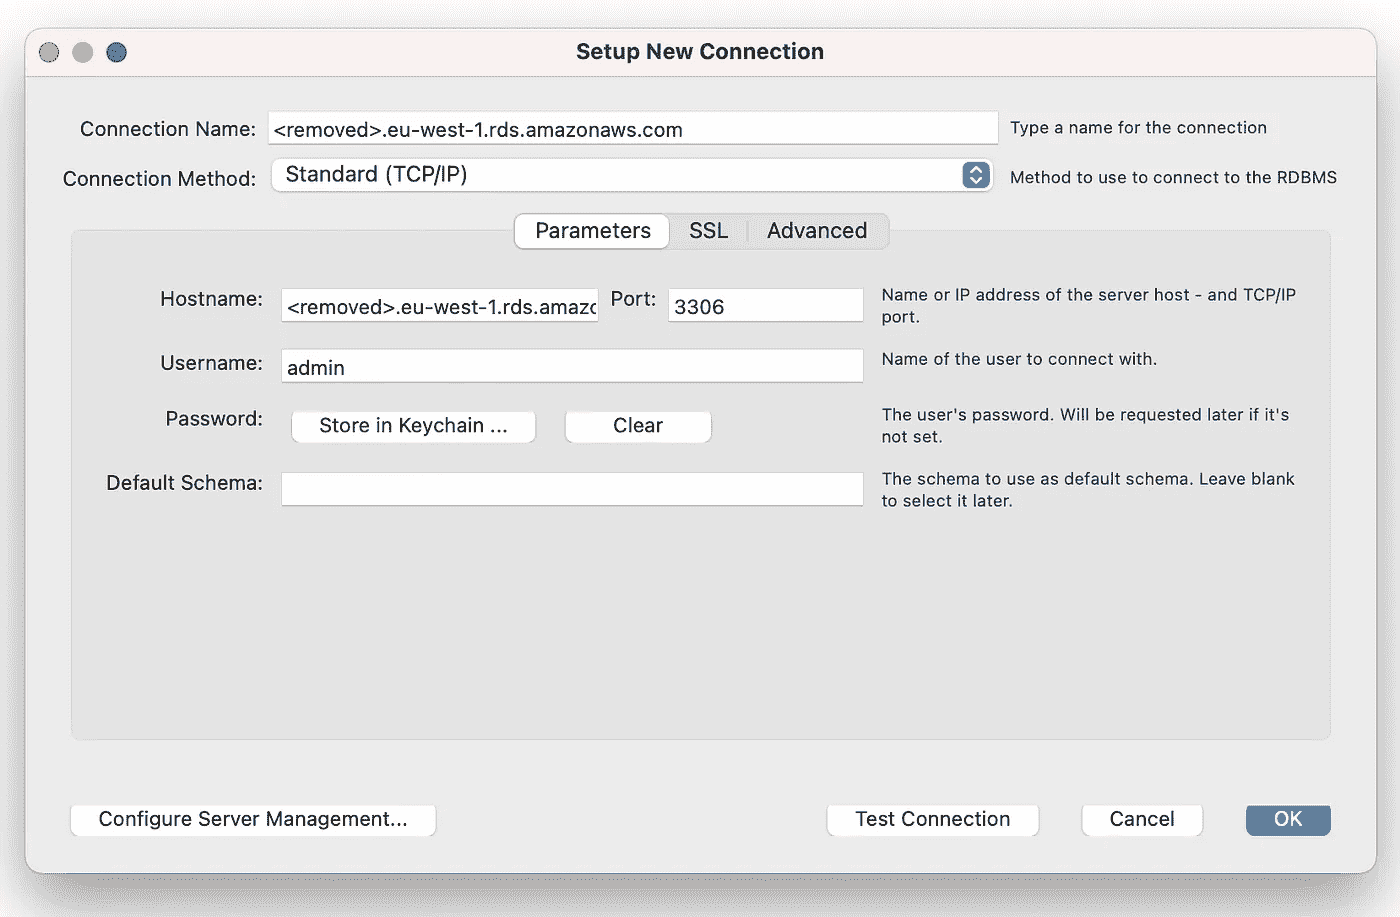 Setup New Connection
Connection Name: <removed>.eu-west-1.rds.amazonaws.com Type a name for the connection
Connection Method: Standard (TCP/IP) Method to use to connect to the RDBMS
Parameters SSL Advanced
Hostname: <removed>.eu-west-1.rds.amazc Port: 3306 Name or IP address of the server host - and TCP/IP
port.
Username: admin Name of the user to connect with.
Password: Store in Keychain ... Clear The user's password. Will be requested later if it's
not set.
Default Schema: The schema to use as default schema. Leave blank
to select it later.
Configure Server Management... Test Connection Cancel OK